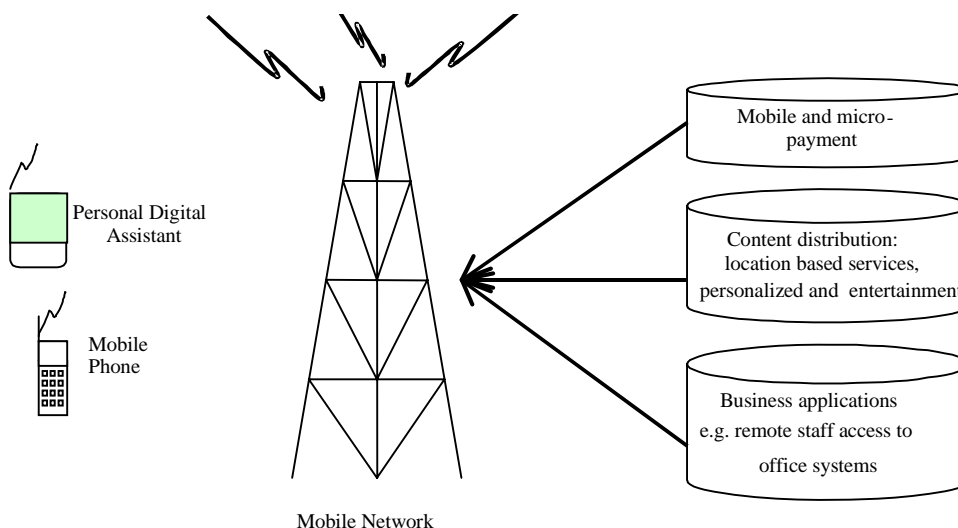 Personal Digital
Assistant
Mobile
Phone
Mobile Network
Mobile and micro-
payment
Content distribution:
location based services,
personalized and entertainment
Business applications
e.g. remote staff access to
office systems